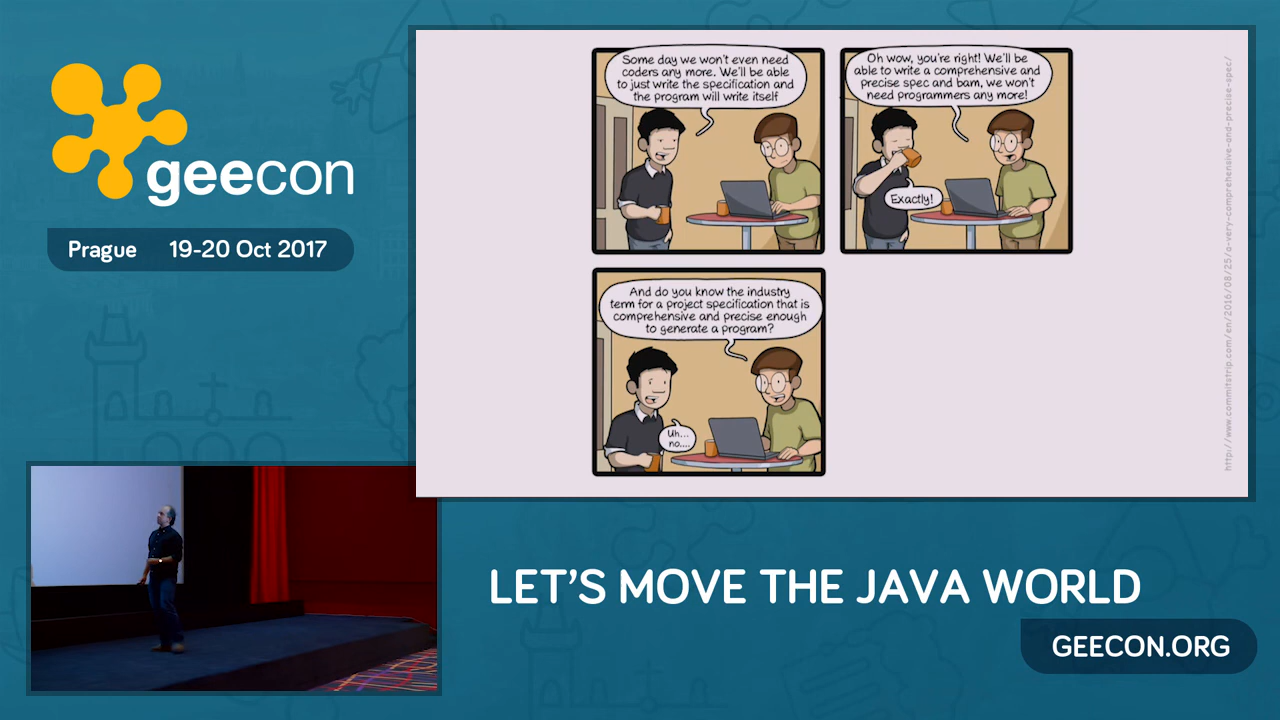 geecon
Prague 19-20 Oct 2017
Some day we won't even need
coders any more. We'll be able
to just write the specification and
the program will write itself
Oh wow, you're right! We'll be
able to write a comprehensive and
precise spec and bam, we won't
need programmers any more!
Exactly!
And do you know the industry
term for a project specification that is
comprehensive and precise enough
to generate a program?
Uh...
no....
http://www.commitstrip.com/en/2016/08/25/a-very-comprehensive-and-precise-spec/
LET'S MOVE THE JAVA WORLD
GEECON.ORG